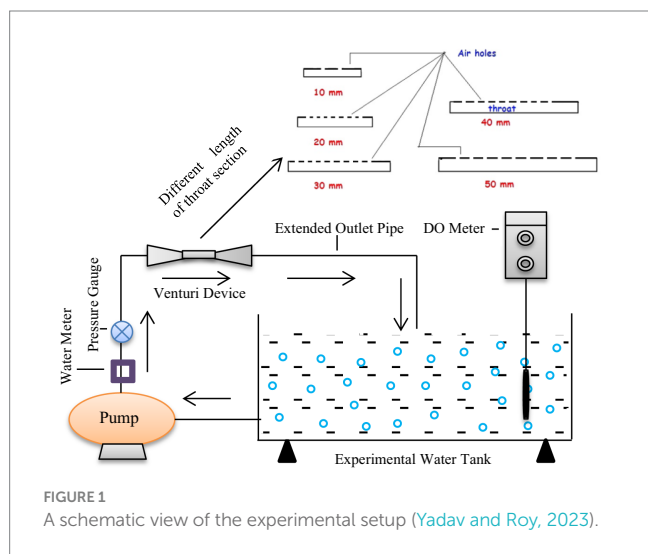 Air holes
10 mm
throat
40 mm
20 mm
30 mm
50 mm
Different length
of throat section
Extended Outlet Pipe
DO Meter
Venturi Device
Pressure Gauge
Water Meter
Pump
Experimental Water Tank
FIGURE 1
A schematic view of the experimental setup (Yadav and Roy, 2023).